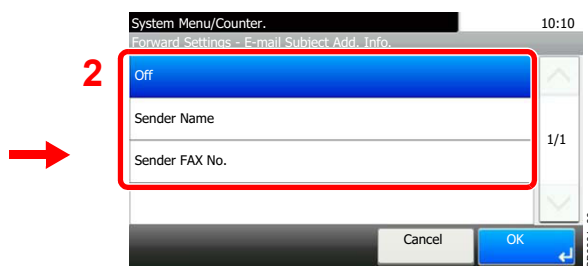 System Menu/Counter. 10:10
Forward Settings - E-mail Subject Add. Info.
2
Off
Sender Name
1/1
Sender FAX No.
Cancel OK